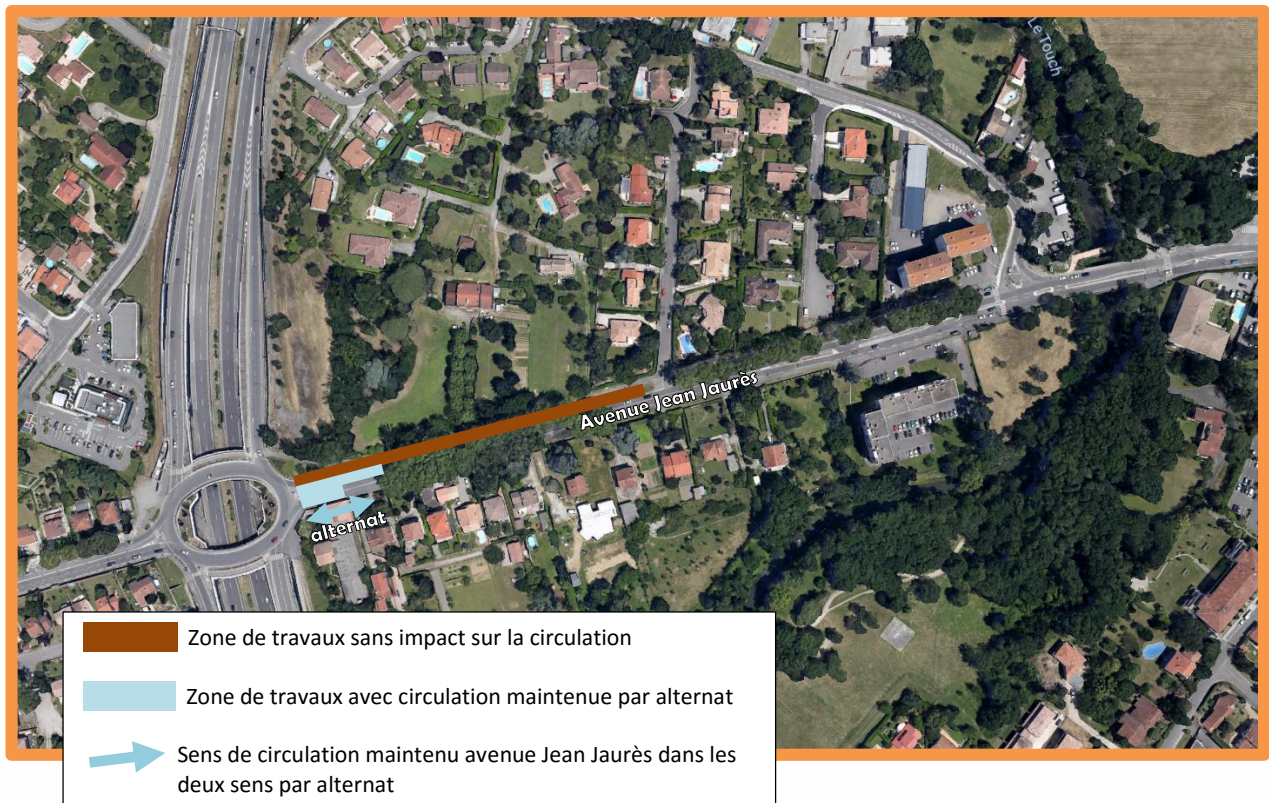 Le Touch
Avenue Jean Jaurès
alternat
Zone de travaux sans impact sur la circulation
Zone de travaux avec circulation maintenue par alternat
Sens de circulation maintenu avenue Jean Jaurès dans les
deux sens par alternat